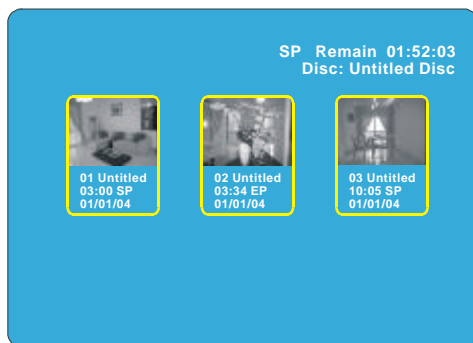 SP Remain 01:52:03
Disc: Untitled Disc
01 Untitled
03:00 SP
01/01/04
02 Untitled
03:34 EP
01/01/04
03 Untitled
10:05 SP
01/01/04